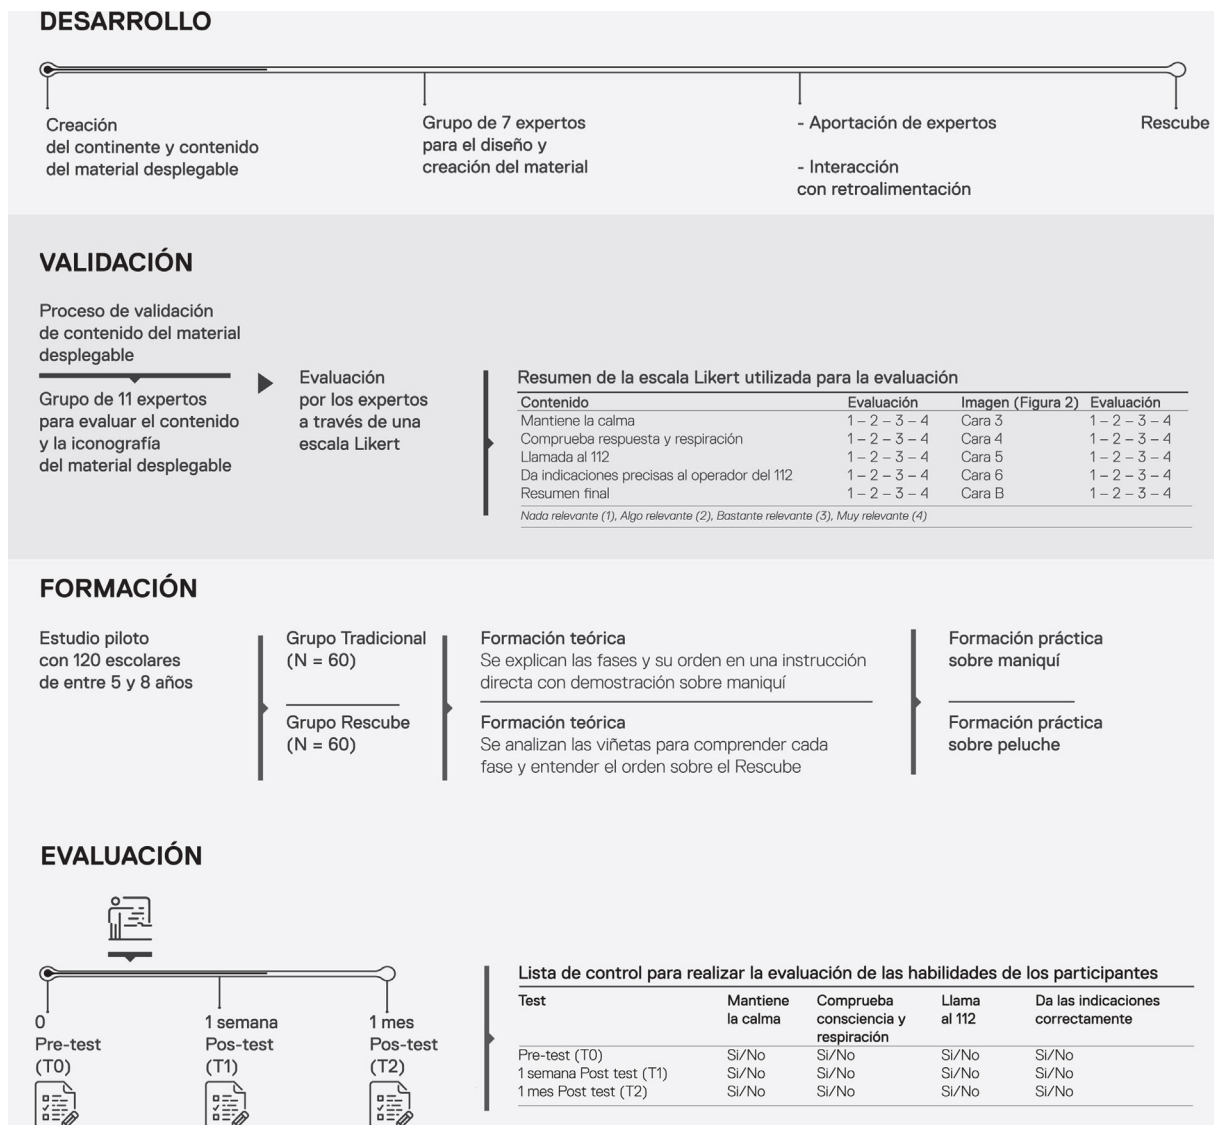 DESARROLLO
Creación
del continente y contenido
del material desplegable
Grupo de 7 expertos
para el diseño y
creación del material
- Aportación de expertos
- Interacción
con retroalimentación
Rescube
VALIDACIÓN
Proceso de validación
de contenido del material
desplegable
Grupo de 11 expertos
para evaluar el contenido
y la iconografía
del material desplegable
Evaluación
por los expertos
a través de una
escala Likert
Resumen de la escala Likert utilizada para la evaluación
Contenido Evaluación Imagen (Figura 2) Evaluación
Mantiene la calma 1 – 2 – 3 – 4 Cara 3 1 – 2 – 3 – 4
Comprueba respuesta y respiración 1 – 2 – 3 – 4 Cara 4 1 – 2 – 3 – 4
Llamada al 112 1 – 2 – 3 – 4 Cara 5 1 – 2 – 3 – 4
Da indicaciones precisas al operador del 112 1 – 2 – 3 – 4 Cara 6 1 – 2 – 3 – 4
Resumen final 1 – 2 – 3 – 4 Cara B 1 – 2 – 3 – 4
Nada relevante (1), Algo relevante (2), Bastante relevante (3), Muy relevante (4)
FORMACIÓN
Estudio piloto
con 120 escolares
de entre 5 y 8 años
Grupo Tradicional
(N = 60)
Grupo Rescube
(N = 60)
Formación teórica
Se explican las fases y su orden en una instrucción
directa con demostración sobre maniquí
Formación teórica
Se analizan las viñetas para comprender cada
fase y entender el orden sobre el Rescube
Formación práctica
sobre maniquí
Formación práctica
sobre peluche
EVALUACIÓN
0
Pre-test
(T0)
1 semana
Pos-test
(T1)
1 mes
Pos-test
(T2)
Lista de control para realizar la evaluación de las habilidades de los participantes
Test Mantiene Comprueba Llama Da las indicaciones
la calma consciencia y al 112 correctamente
respiración
Pre-test (T0) Si/No Si/No Si/No Si/No
1 semana Post test (T1) Si/No Si/No Si/No Si/No
1 mes Post test (T2) Si/No Si/No Si/No Si/No